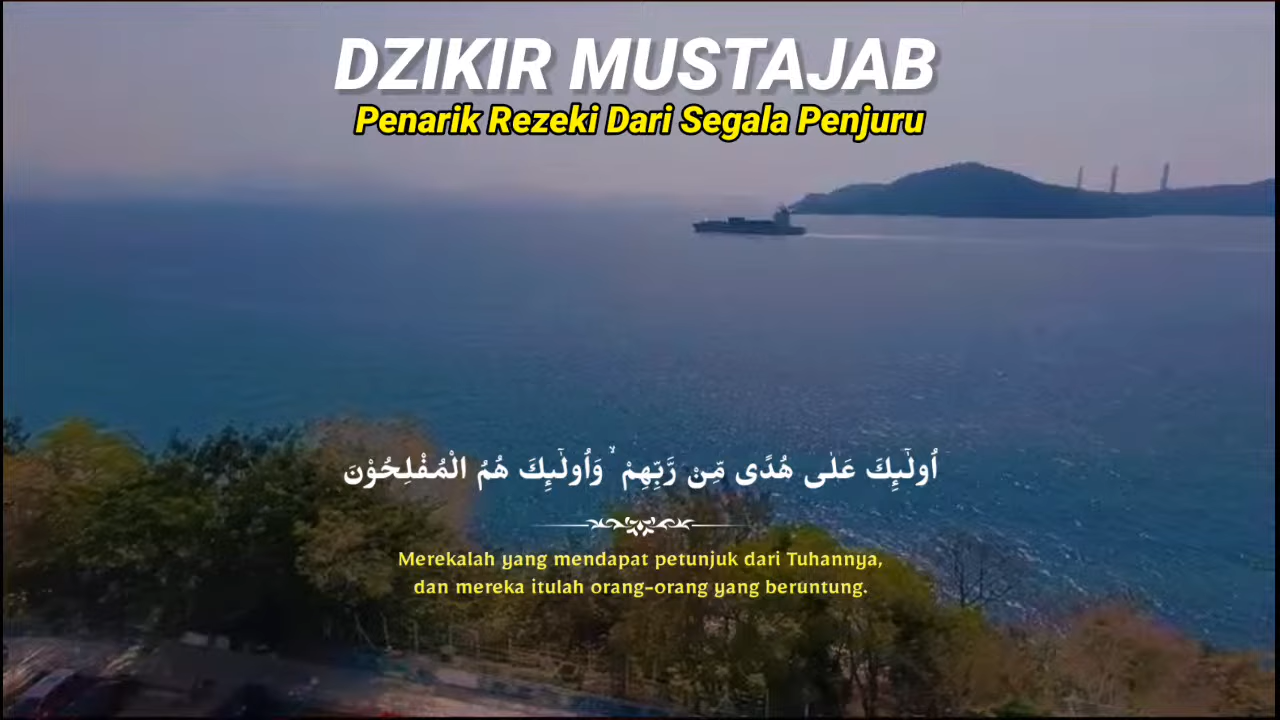 DZIKIR MUSTAJAB
Penarik Rezeki Dari Segala Penjuru
اُولٰۤىِٕكَ عَلٰى هُدًى مِّنْ رَّبِّهِمْ ۙ وَاُولٰۤىِٕكَ هُمُ الْمُفْلِحُوْنَ
Merekalah yang mendapat petunjuk dari Tuhannya,
dan mereka itulah orang-orang yang beruntung.